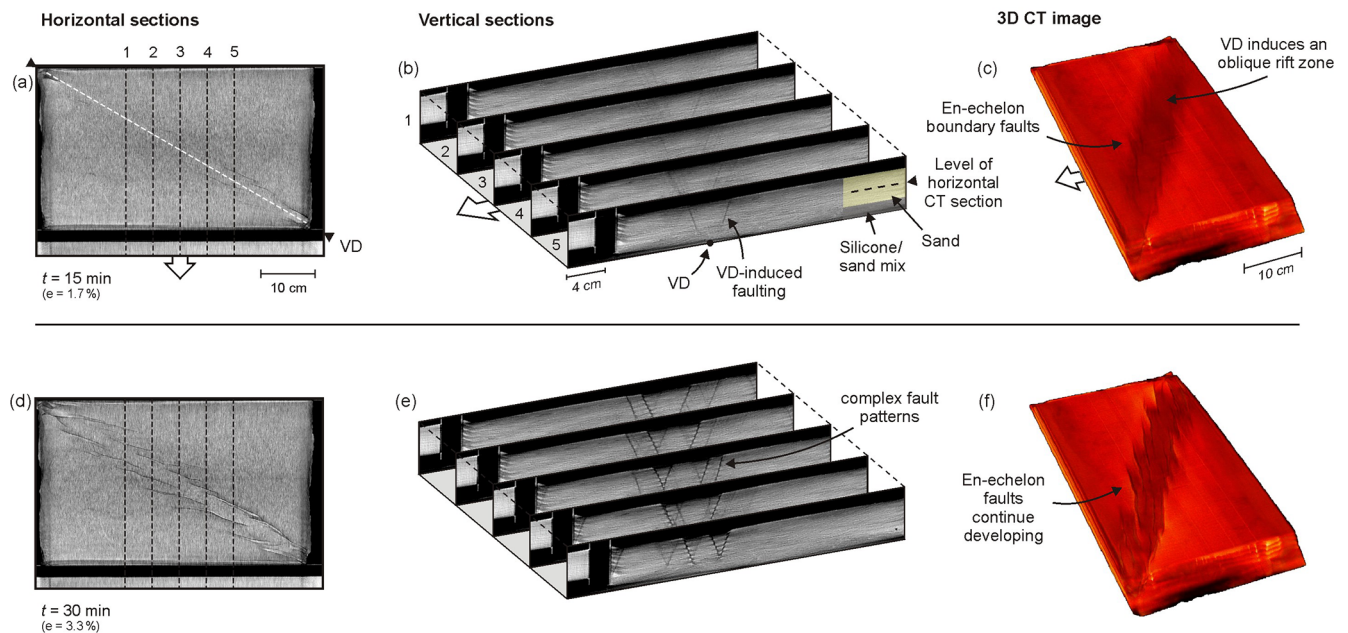 Horizontal sections
Vertical sections
3D CT image
1 2 3 4 5
(a)
VD
t = 15 min
(e = 1.7 %)
10 cm
(b)
1
2
3
4
5
4 cm
VD
VD-induced
faulting
Silicone/
sand mix
Sand
Level of
horizontal
CT section
(c)
VD induces an
oblique rift zone
En-echelon
boundary faults
10 cm
(d)
t = 30 min
(e = 3.3 %)
(e)
complex fault
patterns
(f)
En-echelon
faults
continue
developing